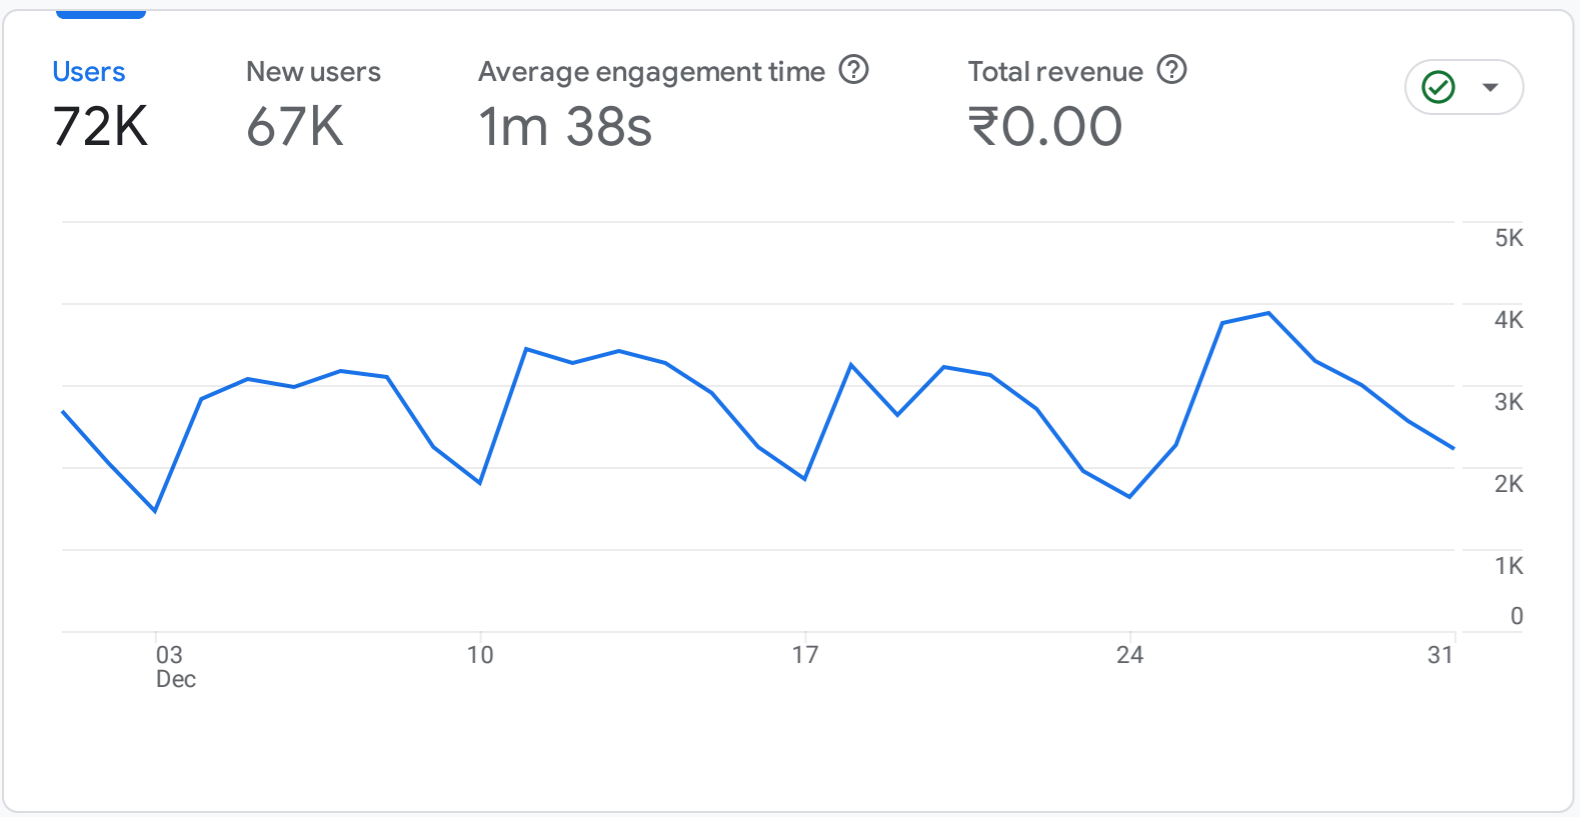 Users
72K
New users
67K
Average engagement time
1m 38s
Total revenue
₹0.00
5K
4K
3K
2K
1K
0
03
Dec
10
17
24
31